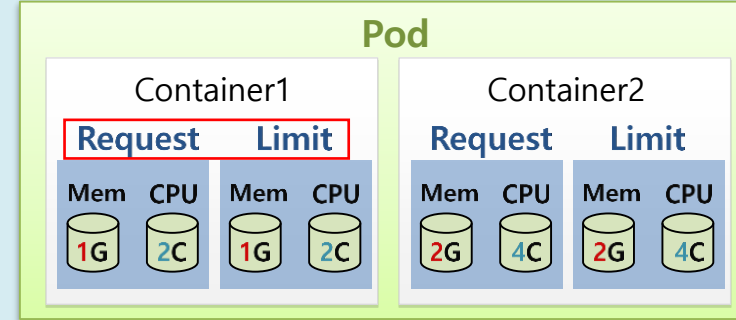 Pod
Container1 Container2
Request Limit Request Limit
Mem CPU Mem CPU Mem CPU Mem CPU
1G 2C 1G 2C 2G 4C 2G 4C